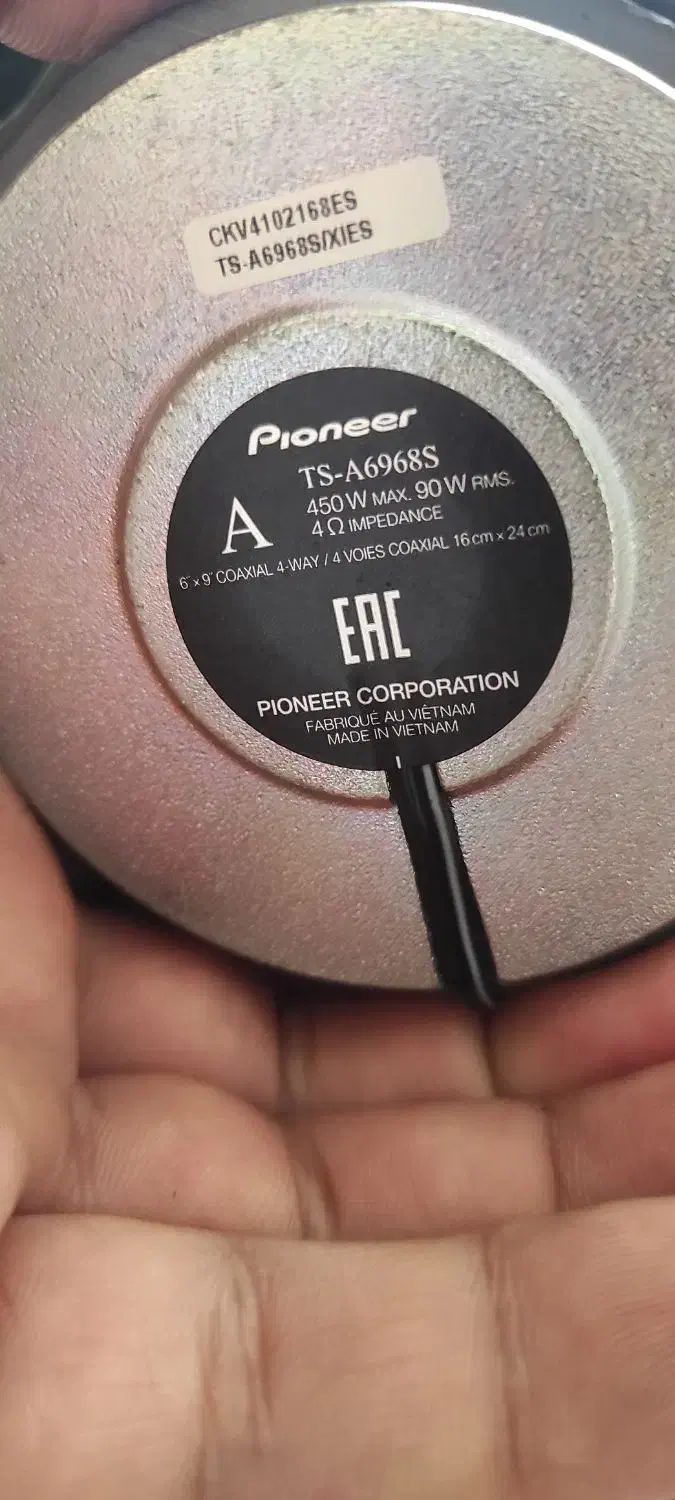 CKV4102168ES
TS-A6968S/XIES
Pioneer
A
TS-A6968S
450 W MAX. 90 W RMS.
4 Ω IMPEDANCE
6" x 9" COAXIAL 4-WAY / 4 VOIES COAXIAL 16 cm x 24 cm
EAC
PIONEER CORPORATION
FABRIQUÉ AU VIÊTNAM
MADE IN VIETNAM